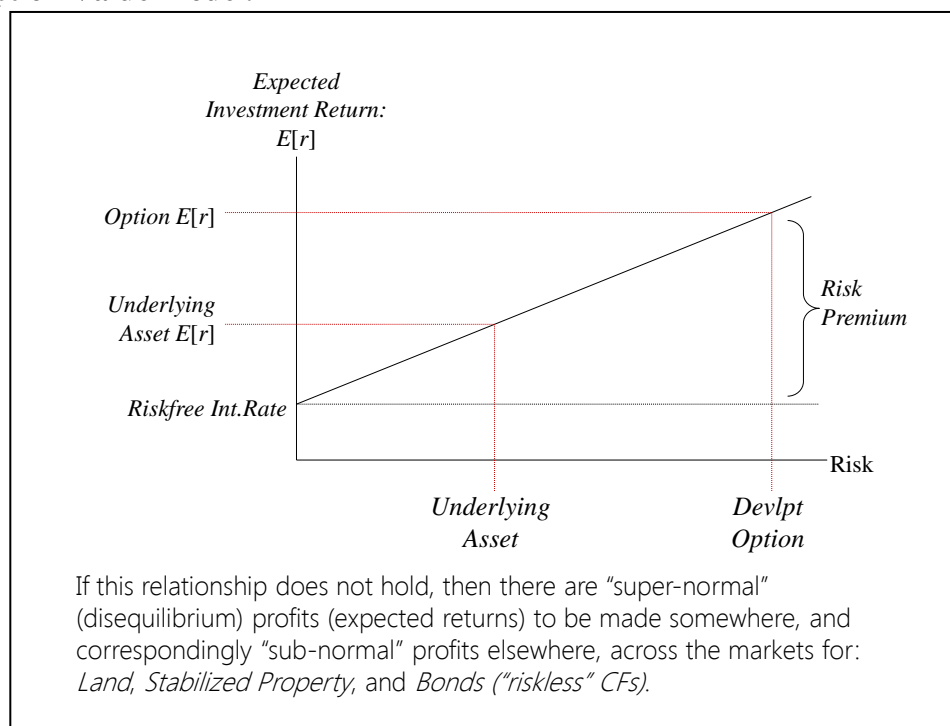 Expected
Investment Return:
E[r]
Option E[r]
Underlying
Asset E[r]
Risk
Premium
Riskfree Int.Rate
Risk
Underlying
Asset
Devlpt
Option
If this relationship does not hold, then there are “super-normal”
(disequilibrium) profits (expected returns) to be made somewhere, and
correspondingly “sub-normal” profits elsewhere, across the markets for:
Land, Stabilized Property, and Bonds (“riskless” CFs).